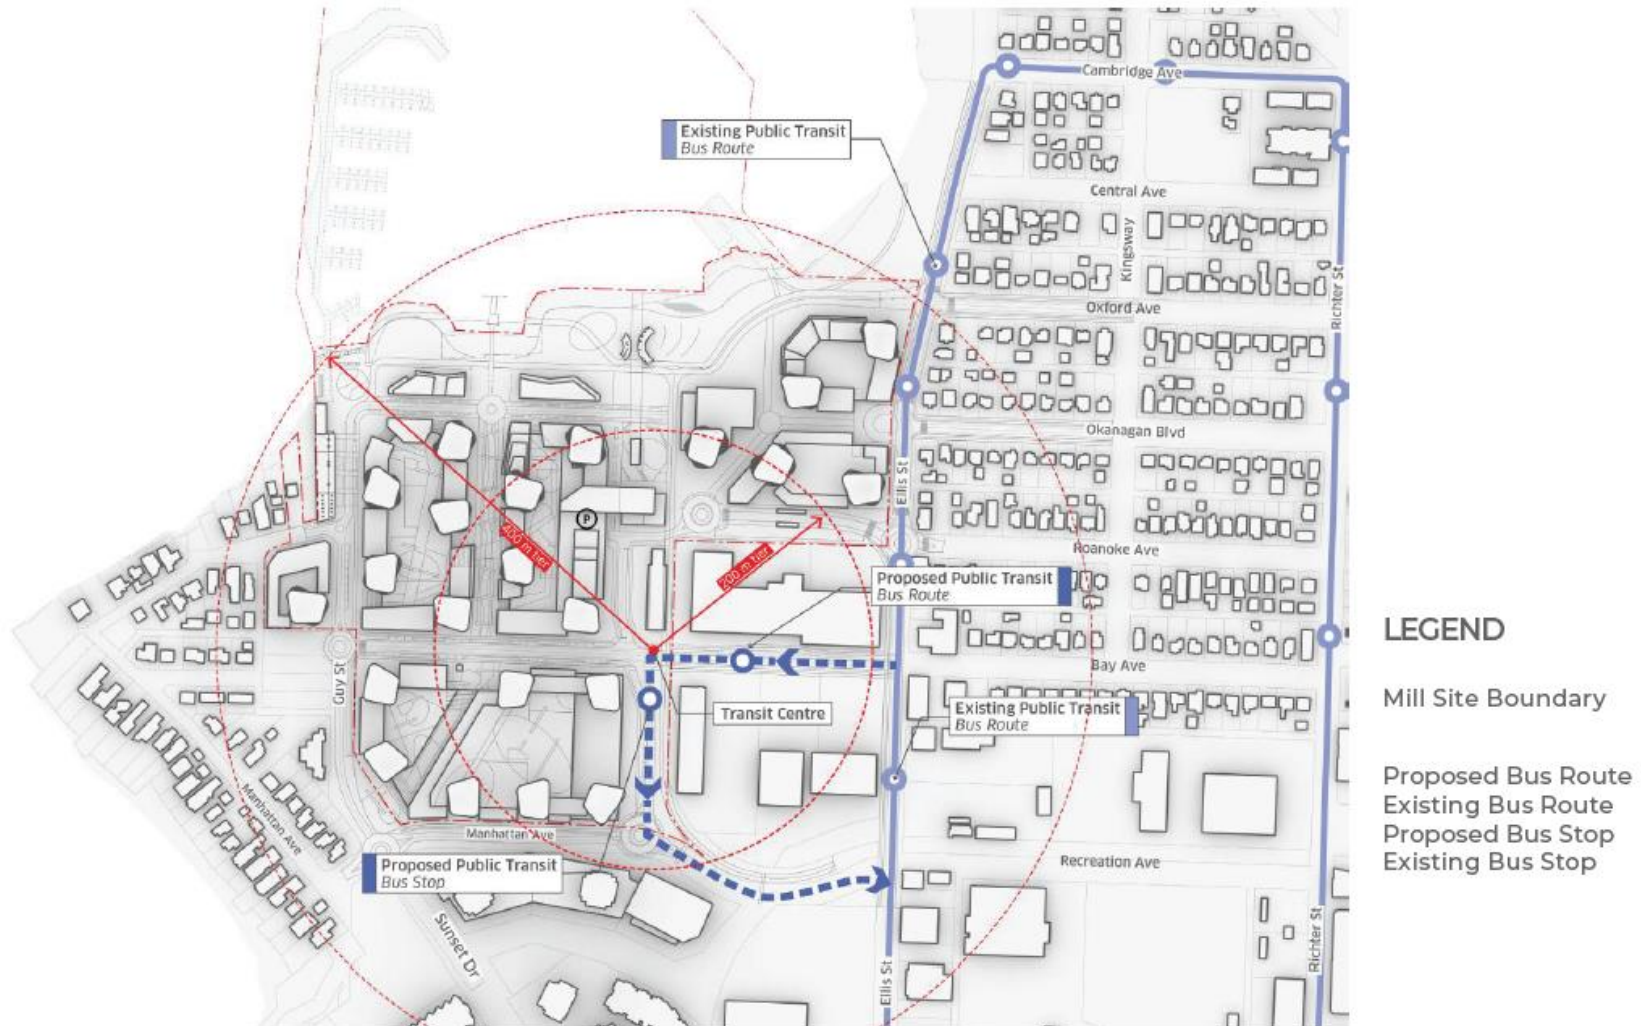 Cambridge Ave
Existing Public Transit
Bus Route
Central Ave
Kingsway
Oxford Ave
Richter St
Okanagan Blvd
Ellis St
P
400 m tier
200 m tier
Roanoke Ave
Proposed Public Transit
Bus Route
Bay Ave
Guy St
Transit Centre
Existing Public Transit
Bus Route
Manhattan Ave
Manhattan Ave
Proposed Public Transit
Bus Stop
Recreation Ave
Sunset Dr
Ellis St
Richter St
LEGEND
Mill Site Boundary
Proposed Bus Route
Existing Bus Route
Proposed Bus Stop
Existing Bus Stop